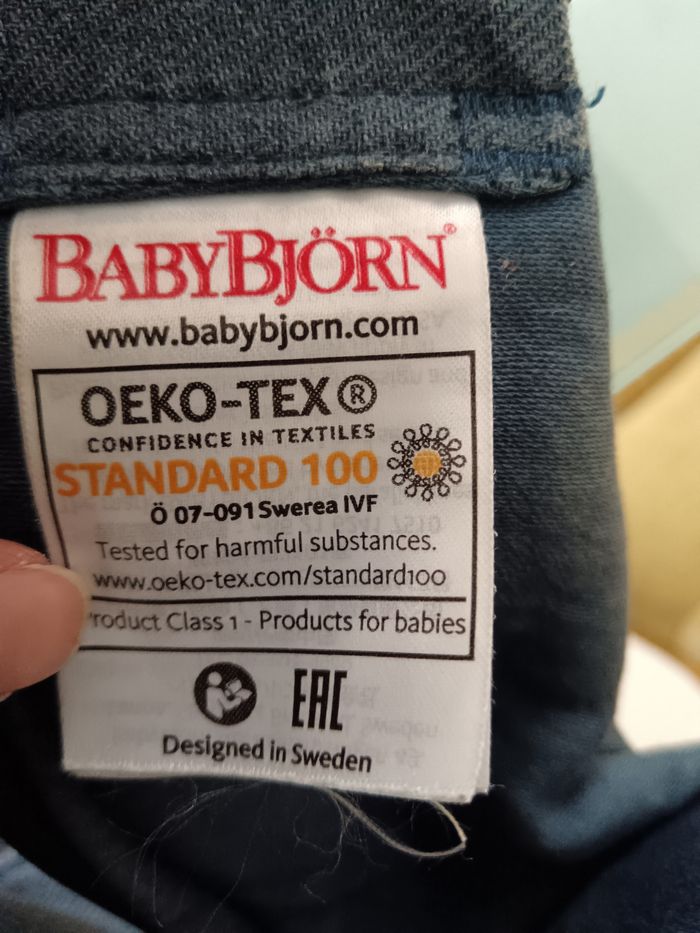 BABYBJÖRN®
www.babybjorn.com
OEKO-TEX®
CONFIDENCE IN TEXTILES
STANDARD 100
Ö 07-091 Swerea IVF
Tested for harmful substances.
www.oeko-tex.com/standard100
roduct Class 1 - Products for babies
EAC
Designed in Sweden